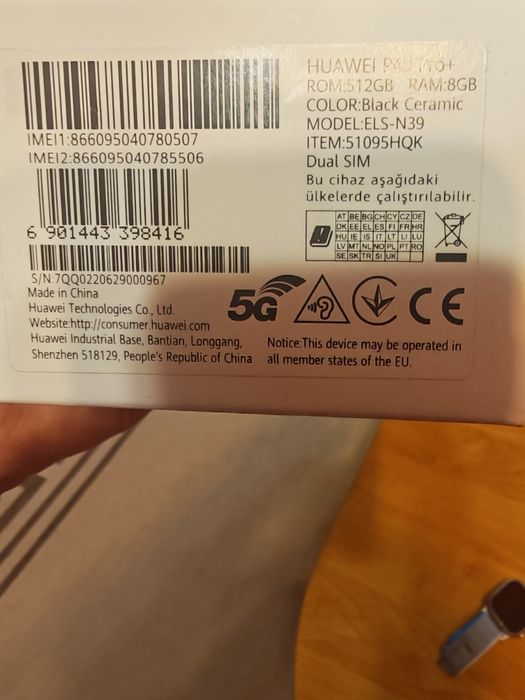 HUAWEI P40 Pro+
ROM:512GB RAM:8GB
COLOR:Black Ceramic
MODEL:ELS-N39
ITEM:51095HQK
Dual SIM
Bu cihaz aşağıdaki
ülkelerde çalıştırılabilir.
IMEI1:866095040780507
IMEI2:866095040785506
6 901443 398416
S/N:7QQ0220629000967
Made in China
Huawei Technologies Co., Ltd.
Website:http://consumer.huawei.com
Huawei Industrial Base, Bantian, Longgang,
Shenzhen 518129, People's Republic of China
AT BE BG CH CY CZ DE
DK EE EL ES FI FR HR
HU IE IS IT LI LT LU
LV MT NL NO PL PT RO
SE SK TR SI UK
5G
CE
Notice:This device may be operated in
all member states of the EU.